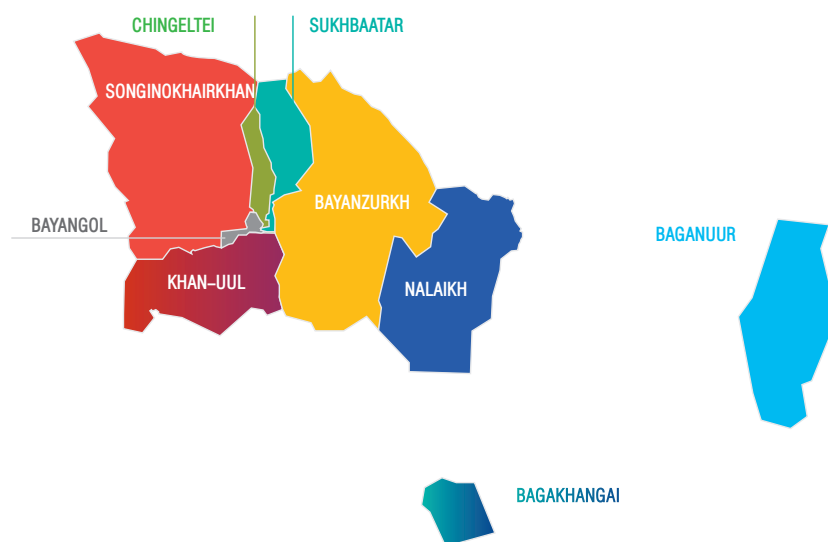 CHINGELTEI
SUKHBAATAR
SONGINOKHAIRKHAN
BAYANZURKH
BAYANGOL
BAGANUUR
KHAN–UUL
NALAIKH
BAGAKHANGAI